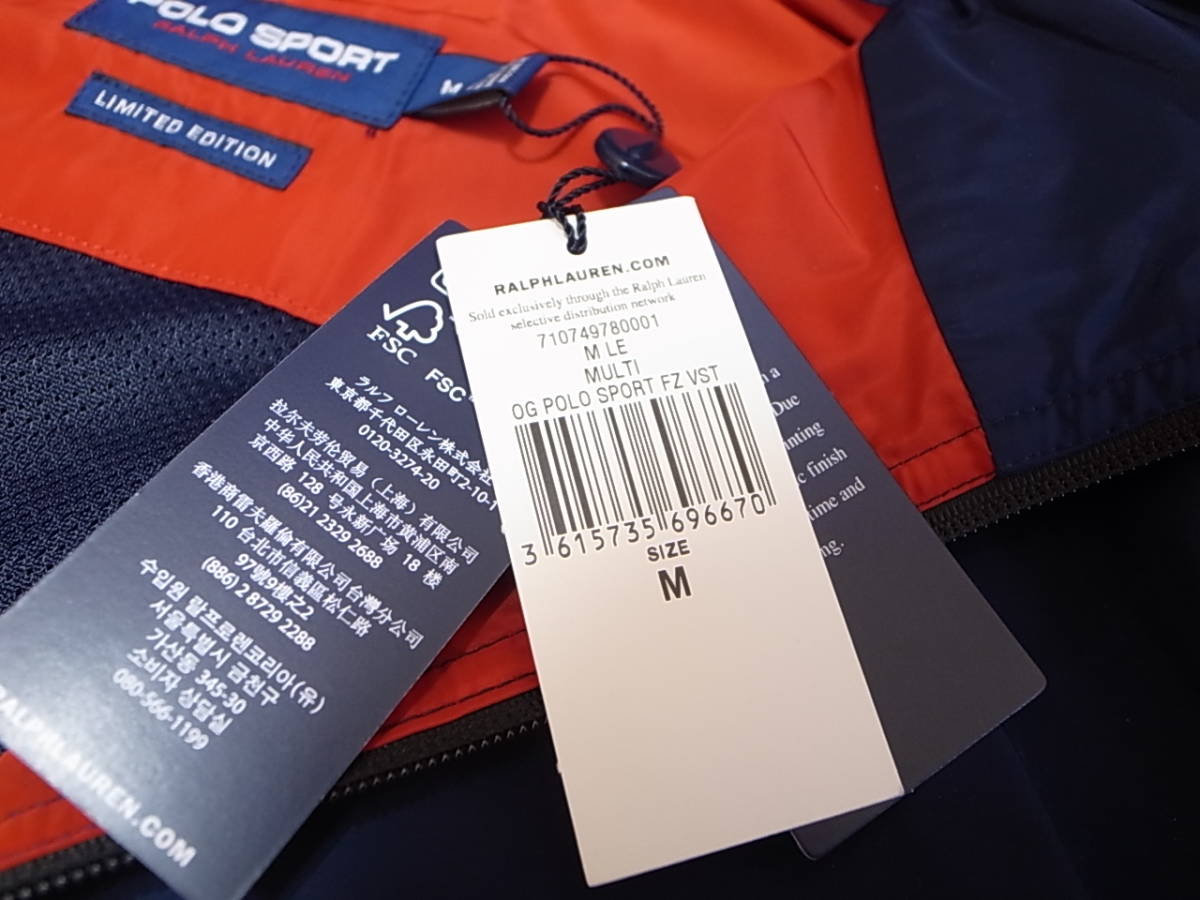 POLO SPORT
RALPH LAUREN
M
LIMITED EDITION
FSC
FSC
ラルフ ローレン株式会社
東京都千代田区永田町2-10-
0120-3274-20
拉尔夫劳伦贸易（上海）有限公司
中华人民共和国上海市黄浦区南
京西路 128 号永新广场 18 楼
(86)21 2329 2688
香港商雷夫羅倫有限公司台灣分公司
110 台北市信義區松仁路
97號9樓之2
(886)2 8729 2288
수입원 랄프로렌코리아(유)
서울특별시 금천구
가산동 345-30
소비자 상담실
080-566-1199
RALPHLAUREN.COM
RALPHLAUREN.COM
Sold exclusively through the Ralph Lauren
selective distribution network
710749780001
M LE
MULTI
OG POLO SPORT FZ VST
3 615735 696670
SIZE
M
a
Due
finish
time and